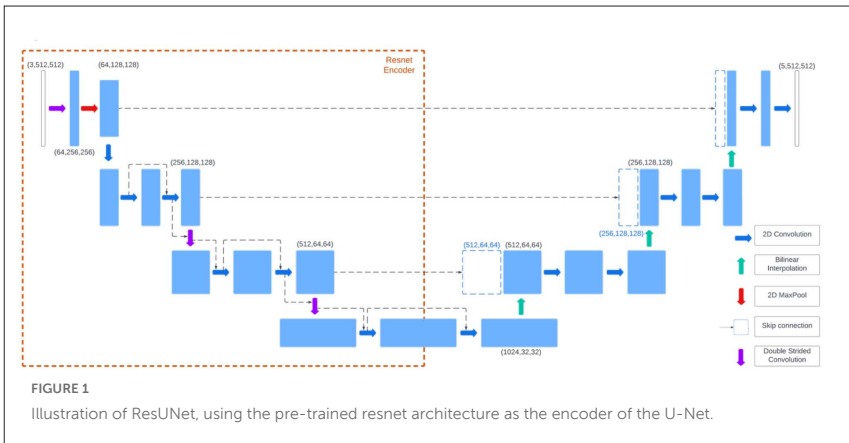 Resnet
Encoder
(3,512,512)
(64,128,128)
(5,512,512)
(64,256,256)
(256,128,128)
(256,128,128)
(256,128,128)
(512,64,64)
(512,64,64)
(512,64,64)
(1024,32,32)
2D Convolution
Bilinear
Interpolation
2D MaxPool
Skip connection
Double Strided
Convolution
FIGURE 1
Illustration of ResUNet, using the pre-trained resnet architecture as the encoder of the U-Net.